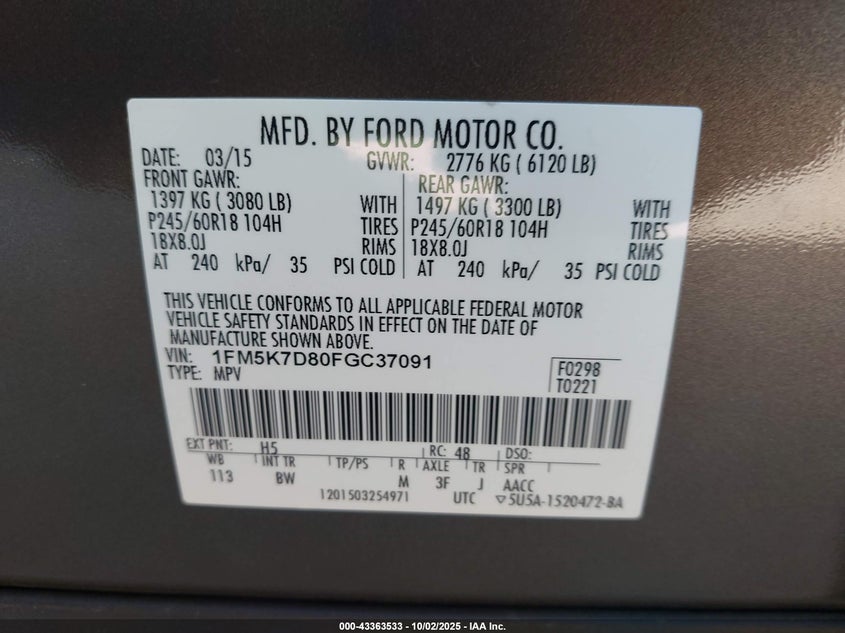 MFD. BY FORD MOTOR CO.
DATE: 03/15 GVWR: 2776 KG ( 6120 LB)
FRONT GAWR: REAR GAWR:
1397 KG ( 3080 LB) WITH 1497 KG ( 3300 LB) WITH
P245/60R18 104H TIRES P245/60R18 104H TIRES
18X8.0J RIMS 18X8.0J RIMS
AT 240 kPa/ 35 PSI COLD AT 240 kPa/ 35 PSI COLD
THIS VEHICLE CONFORMS TO ALL APPLICABLE FEDERAL MOTOR
VEHICLE SAFETY STANDARDS IN EFFECT ON THE DATE OF
MANUFACTURE SHOWN ABOVE.
VIN: 1FM5K7D80FGC37091 F0298
TYPE: MPV T0221
EXT PNT: H5 RC: 48 DSO:
WB INT TR TP/PS R AXLE TR SPR
113 BW M 3F J AACC
1201503254971 UTC ▽5U5A-1520472-BA
000-43363533 - 10/02/2025 - IAA Inc.